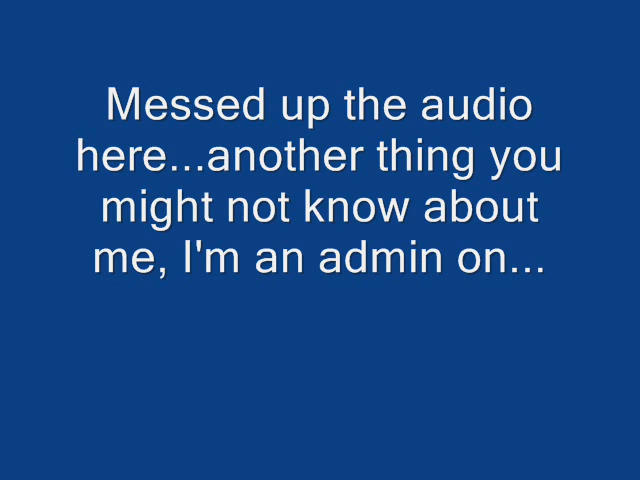 Messed up the audio
here...another thing you
might not know about
me, I'm an admin on...